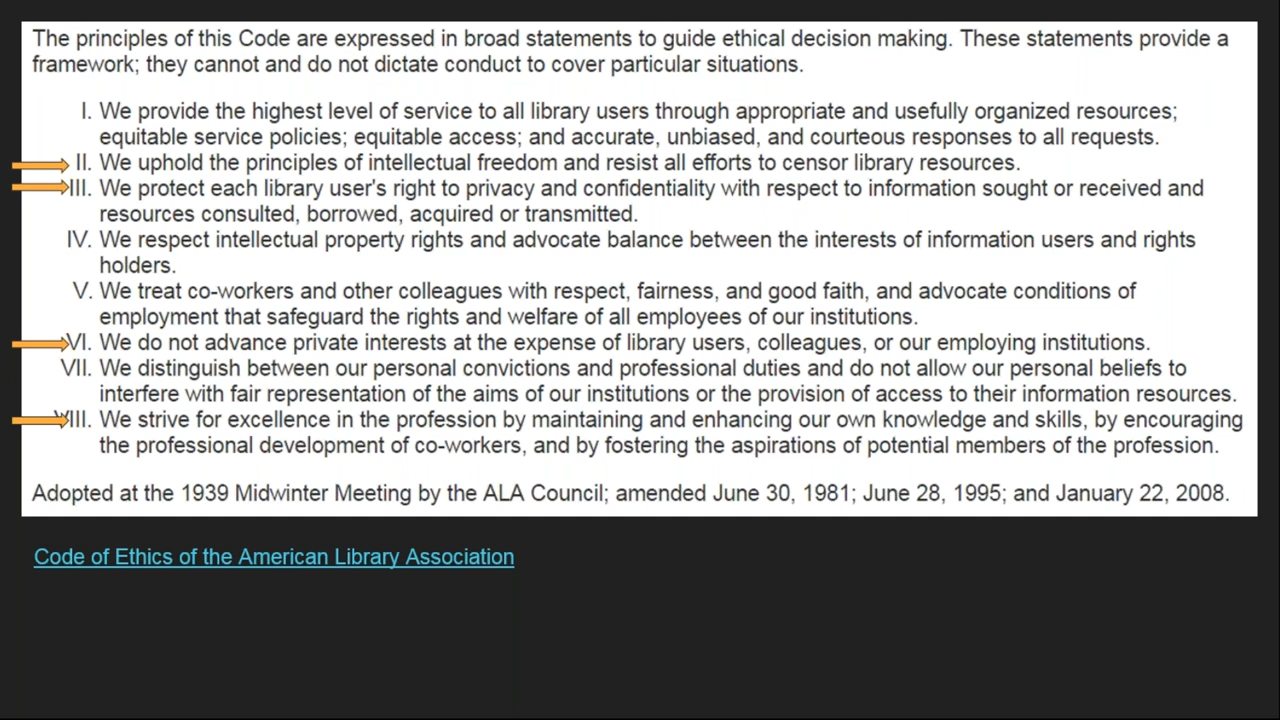 The principles of this Code are expressed in broad statements to guide ethical decision making. These statements provide a
framework; they cannot and do not dictate conduct to cover particular situations.
I. We provide the highest level of service to all library users through appropriate and usefully organized resources;
equitable service policies; equitable access; and accurate, unbiased, and courteous responses to all requests.
II. We uphold the principles of intellectual freedom and resist all efforts to censor library resources.
III. We protect each library user's right to privacy and confidentiality with respect to information sought or received and
resources consulted, borrowed, acquired or transmitted.
IV. We respect intellectual property rights and advocate balance between the interests of information users and rights
holders.
V. We treat co-workers and other colleagues with respect, fairness, and good faith, and advocate conditions of
employment that safeguard the rights and welfare of all employees of our institutions.
VI. We do not advance private interests at the expense of library users, colleagues, or our employing institutions.
VII. We distinguish between our personal convictions and professional duties and do not allow our personal beliefs to
interfere with fair representation of the aims of our institutions or the provision of access to their information resources.
VIII. We strive for excellence in the profession by maintaining and enhancing our own knowledge and skills, by encouraging
the professional development of co-workers, and by fostering the aspirations of potential members of the profession.
Adopted at the 1939 Midwinter Meeting by the ALA Council; amended June 30, 1981; June 28, 1995; and January 22, 2008.
Code of Ethics of the American Library Association